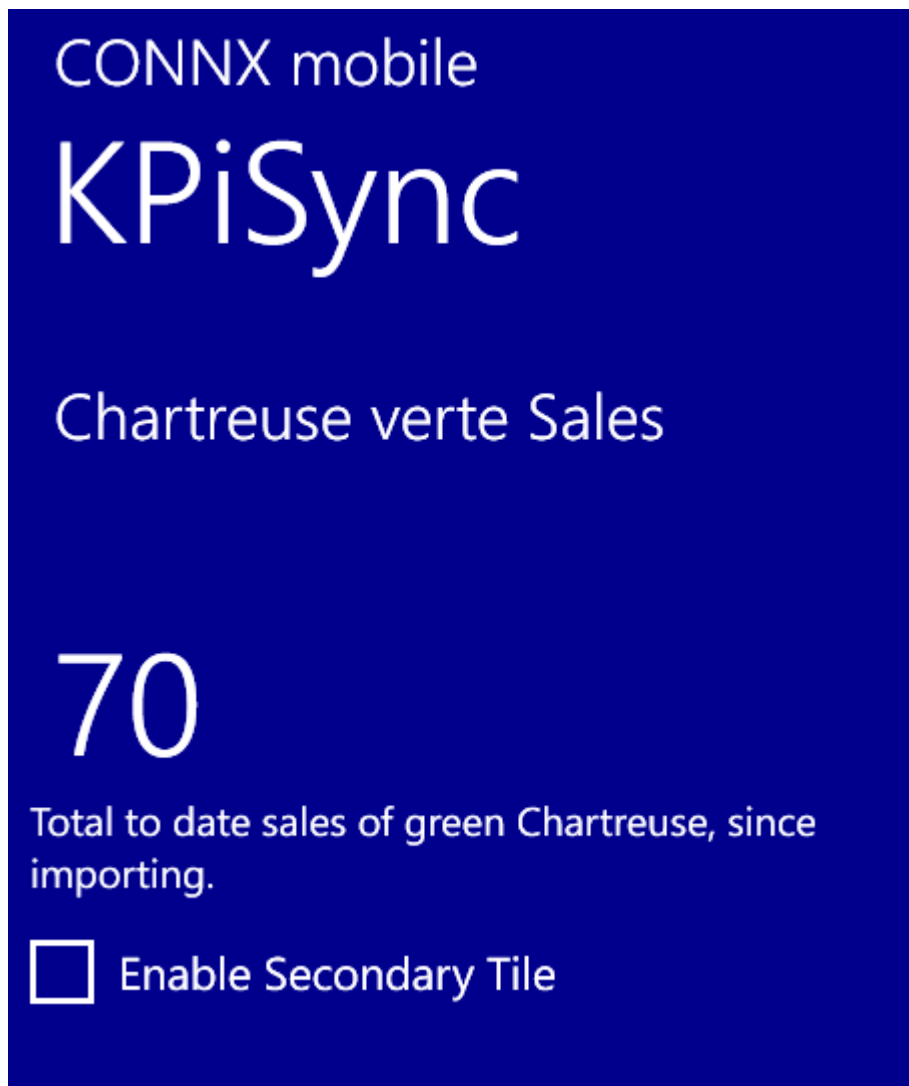 CONNX mobile
KPiSync
Chartreuse verte Sales
70
Total to date sales of green Chartreuse, since
importing.
Enable Secondary Tile